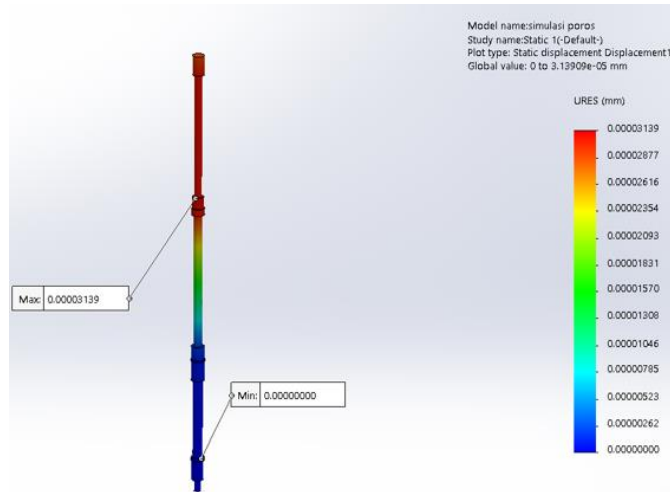 Model name:simulasi poros
Study name:Static 1(-Default-)
Plot type: Static displacement Displacement1
Global value: 0 to 3.13909e-05 mm
URES (mm)
0.00003139
0.00002877
0.00002616
0.00002354
0.00002093
0.00001831
0.00001570
0.00001308
0.00001046
0.00000785
0.00000523
0.00000262
0.00000000
Max: 0.00003139
Min: 0.00000000